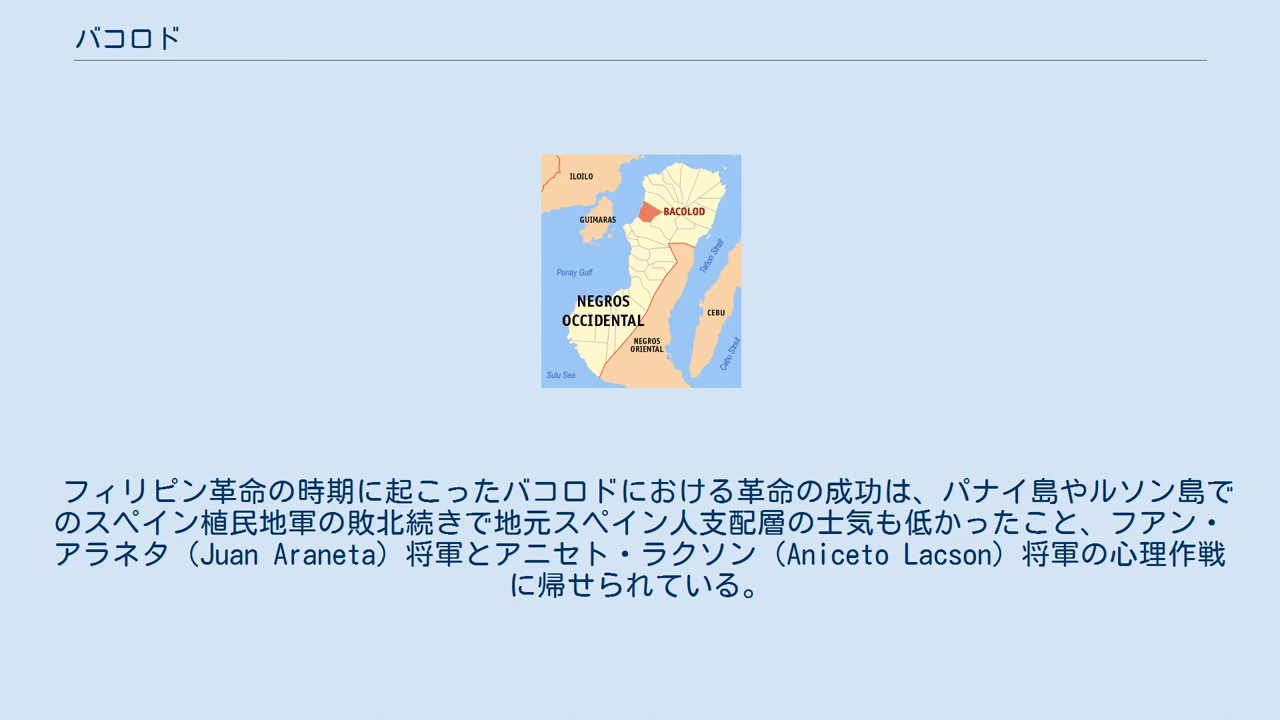 バコロド
ILOILO
GUIMARAS
BACOLOD
Tañon Strait
Panay Gulf
NEGROS
OCCIDENTAL
CEBU
NEGROS
ORIENTAL
Cebu Strait
Sulu Sea
フィリピン革命の時期に起こったバコロドにおける革命の成功は、パナイ島やルソン島で
のスペイン植民地軍の敗北続きで地元スペイン人支配層の士気も低かったこと、フアン・
アラネタ（Juan Araneta）将軍とアニセト・ラクソン（Aniceto Lacson）将軍の心理作戦
に帰せられている。